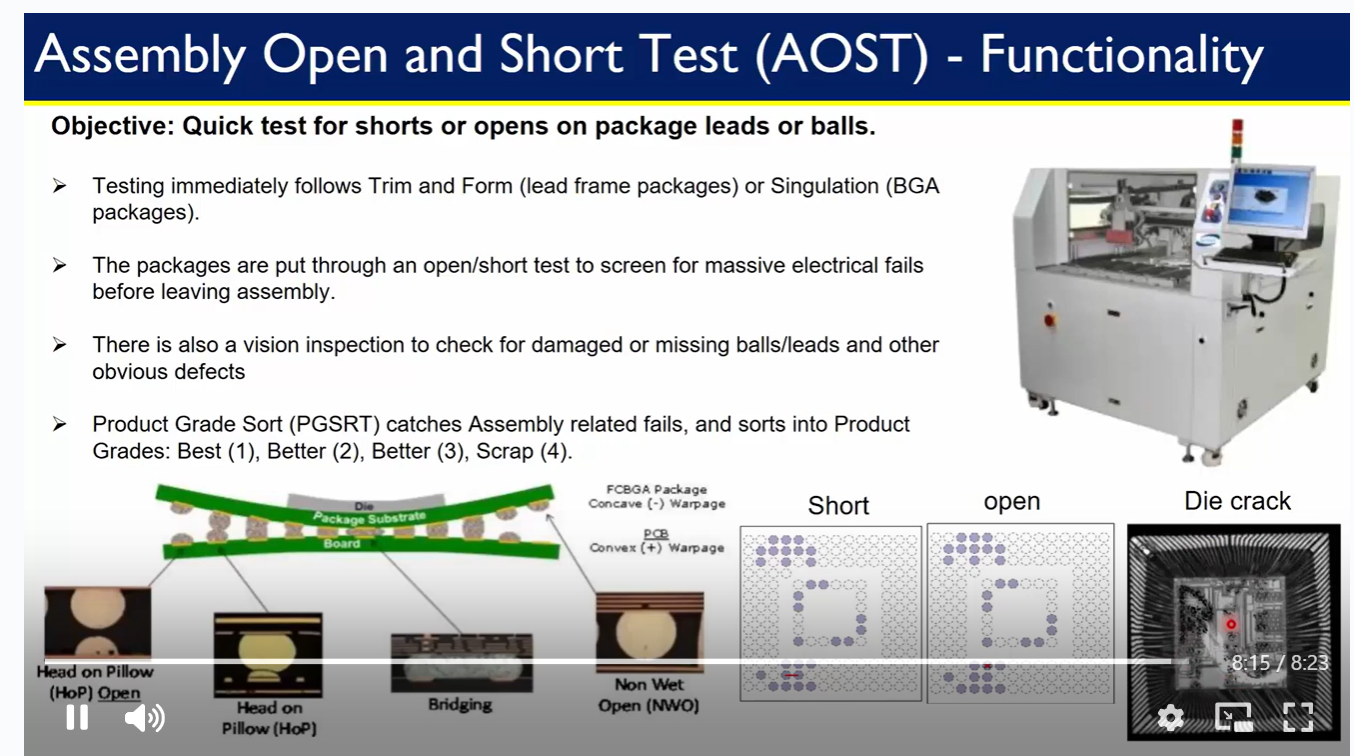 Assembly Open and Short Test (AOST) - Functionality
Objective: Quick test for shorts or opens on package leads or balls.
➢ Testing immediately follows Trim and Form (lead frame packages) or Singulation (BGA
packages).
➢ The packages are put through an open/short test to screen for massive electrical fails
before leaving assembly.
➢ There is also a vision inspection to check for damaged or missing balls/leads and other
obvious defects
➢ Product Grade Sort (PGSRT) catches Assembly related fails, and sorts into Product
Grades: Best (1), Better (2), Better (3), Scrap (4).
Die
Package Substrate
Board
FCBGA Package
Concave (-) Warpage
PCB
Convex (+) Warpage
Head on Pillow
(HoP) Open
Head on
Pillow (HoP)
Bridging
Non Wet
Open (NWO)
Short
open
Die crack
8:15 / 8:23